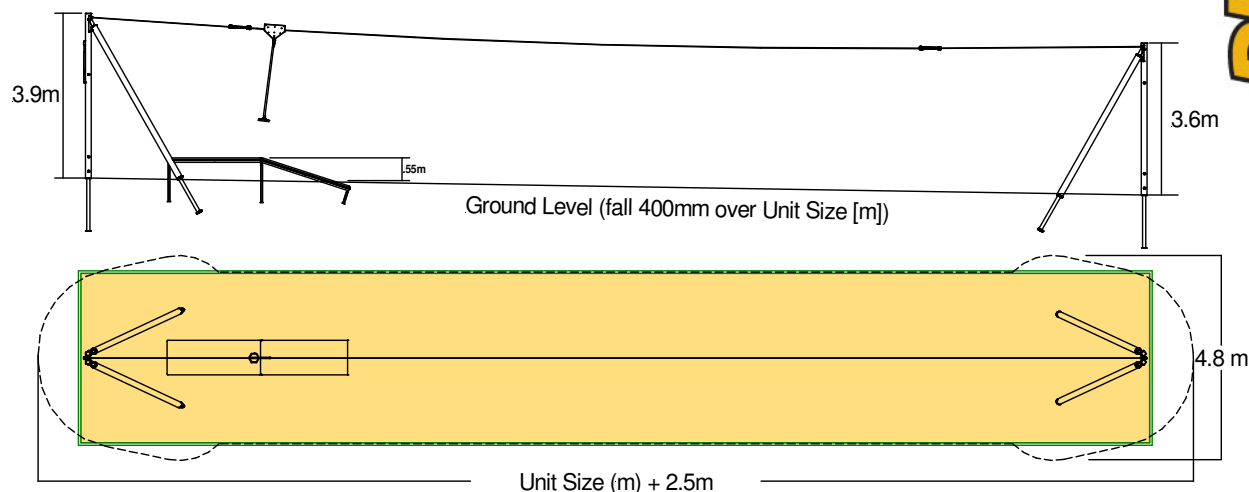 3.9m
3.6m
.55m
Ground Level (fall 400mm over Unit Size [m])
4.8 m
Unit Size (m) + 2.5m